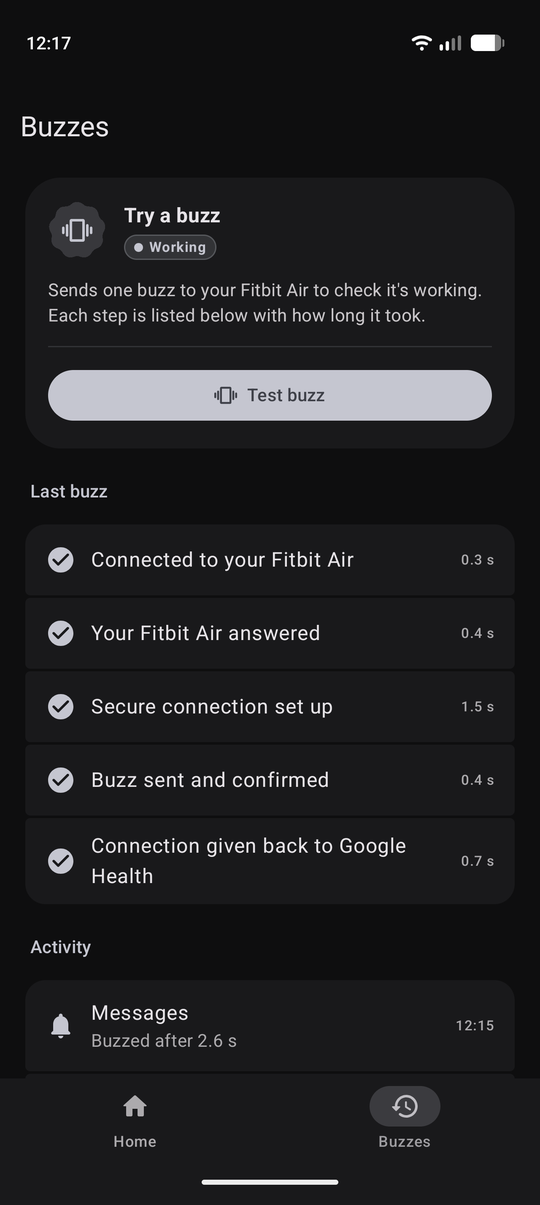 12:17
Buzzes
Try a buzz
Working
Sends one buzz to your Fitbit Air to check it's working.
Each step is listed below with how long it took.
Test buzz
Last buzz
Connected to your Fitbit Air 0.3 s
Your Fitbit Air answered 0.4 s
Secure connection set up 1.5 s
Buzz sent and confirmed 0.4 s
Connection given back to Google
Health 0.7 s
Activity
Messages
Buzzed after 2.6 s 12:15
Home Buzzes